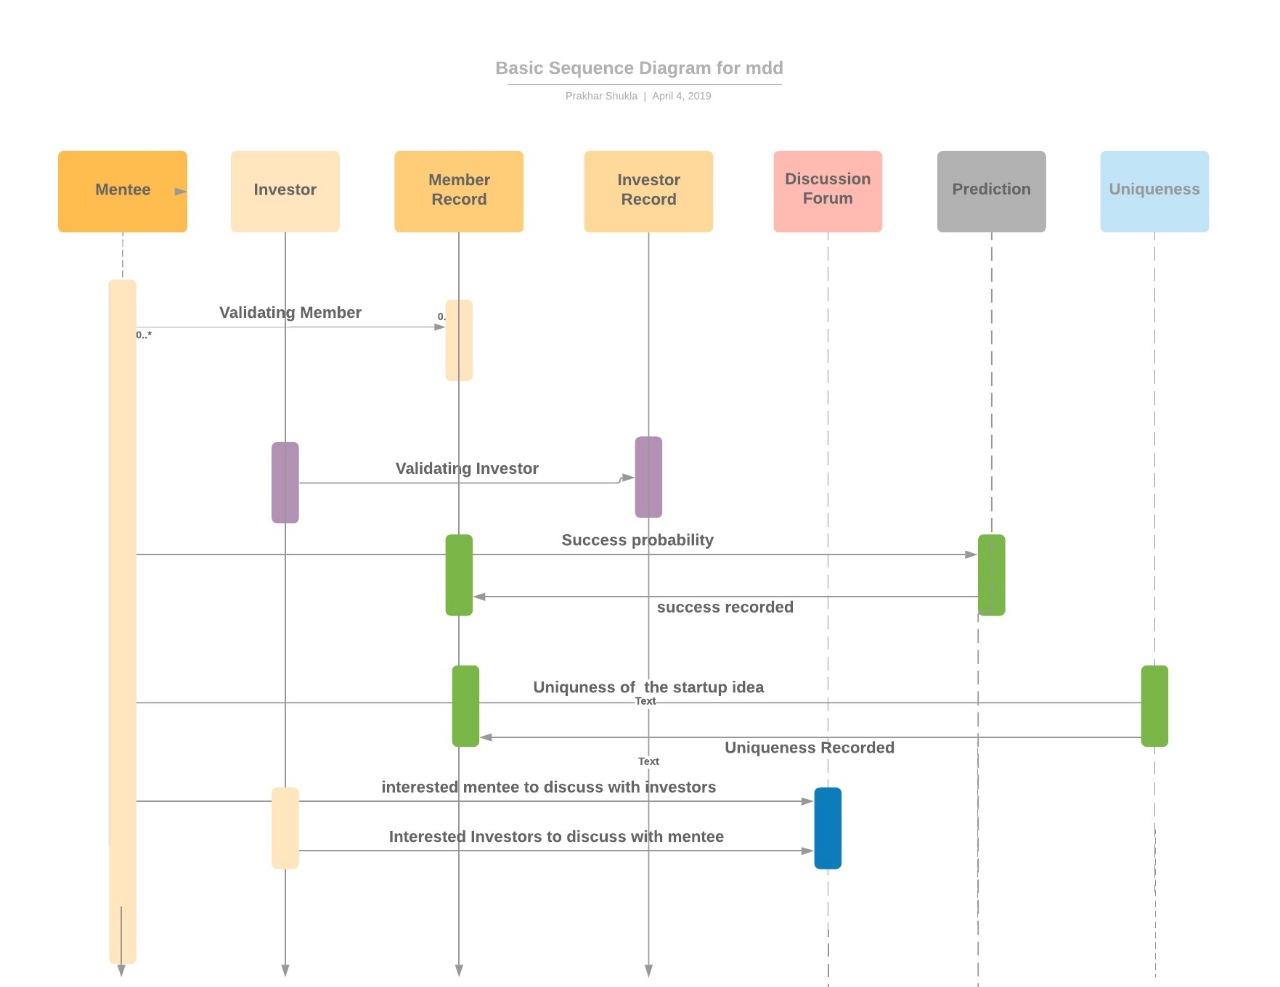 Basic Sequence Diagram for mdd
Prakhar Shukla | April 4, 2019
Mentee
Investor
Member
Record
Investor
Record
Discussion
Forum
Prediction
Uniqueness
Validating Member
0..*
0.
Validating Investor
Success probability
success recorded
Uniquness of  the startup idea
Text
Uniqueness Recorded
Text
interested mentee to discuss with investors
Interested Investors to discuss with mentee